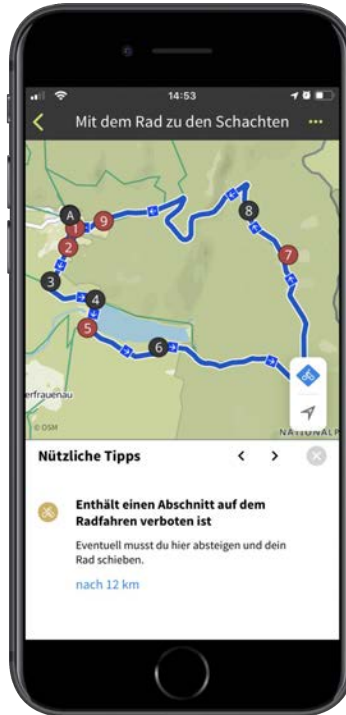 14:53
Mit dem Rad zu den Schachten
A
1
9
2
3
4
5
6
7
8
erfrauenau
© OSM
NATIONALP
Nützliche Tipps
Enthält einen Abschnitt auf dem
Radfahren verboten ist
Eventuell musst du hier absteigen und dein
Rad schieben.
nach 12 km